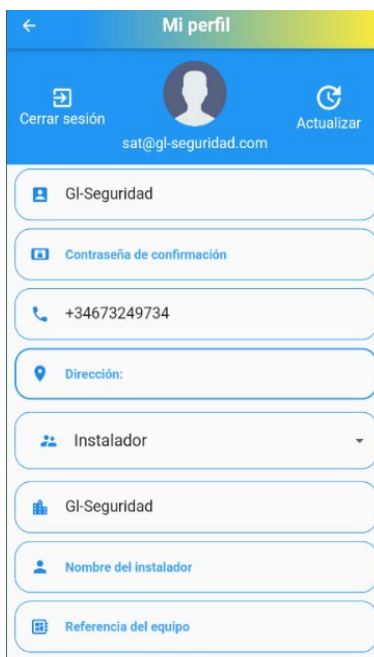 Mi perfil
Cerrar sesión
Actualizar
sat@gl-seguridad.com
Gl-Seguridad
Contraseña de confirmación
+34673249734
Dirección:
Instalador
Gl-Seguridad
Nombre del instalador
Referencia del equipo